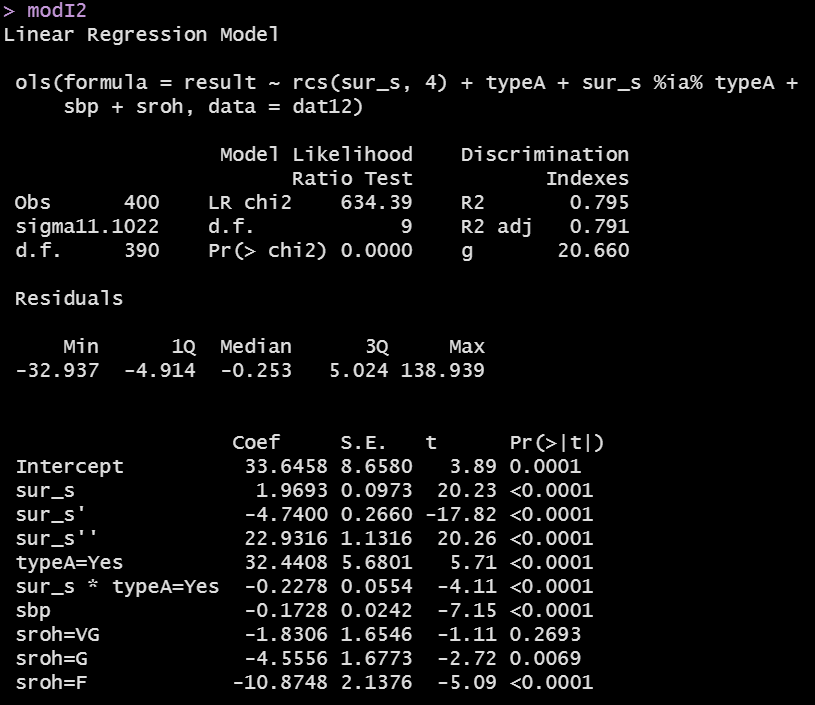 > modI2
Linear Regression Model
ols(formula = result ~ rcs(sur_s, 4) + typeA + sur_s %ia% typeA +
sbp + sroh, data = dat12)
Model Likelihood Discrimination
Ratio Test Indexes
Obs 400 LR chi2 634.39 R2 0.795
sigma11.1022 d.f. 9 R2 adj 0.791
d.f. 390 Pr(> chi2) 0.0000 g 20.660
Residuals
Min 1Q Median 3Q Max
-32.937 -4.914 -0.253 5.024 138.939
Coef S.E. t Pr(>|t|)
Intercept 33.6458 8.6580 3.89 0.0001
sur_s 1.9693 0.0973 20.23 <0.0001
sur_s' -4.7400 0.2660 -17.82 <0.0001
sur_s'' 22.9316 1.1316 20.26 <0.0001
typeA=Yes 32.4408 5.6801 5.71 <0.0001
sur_s * typeA=Yes -0.2278 0.0554 -4.11 <0.0001
sbp -0.1728 0.0242 -7.15 <0.0001
sroh=VG -1.8306 1.6546 -1.11 0.2693
sroh=G -4.5556 1.6773 -2.72 0.0069
sroh=F -10.8748 2.1376 -5.09 <0.0001